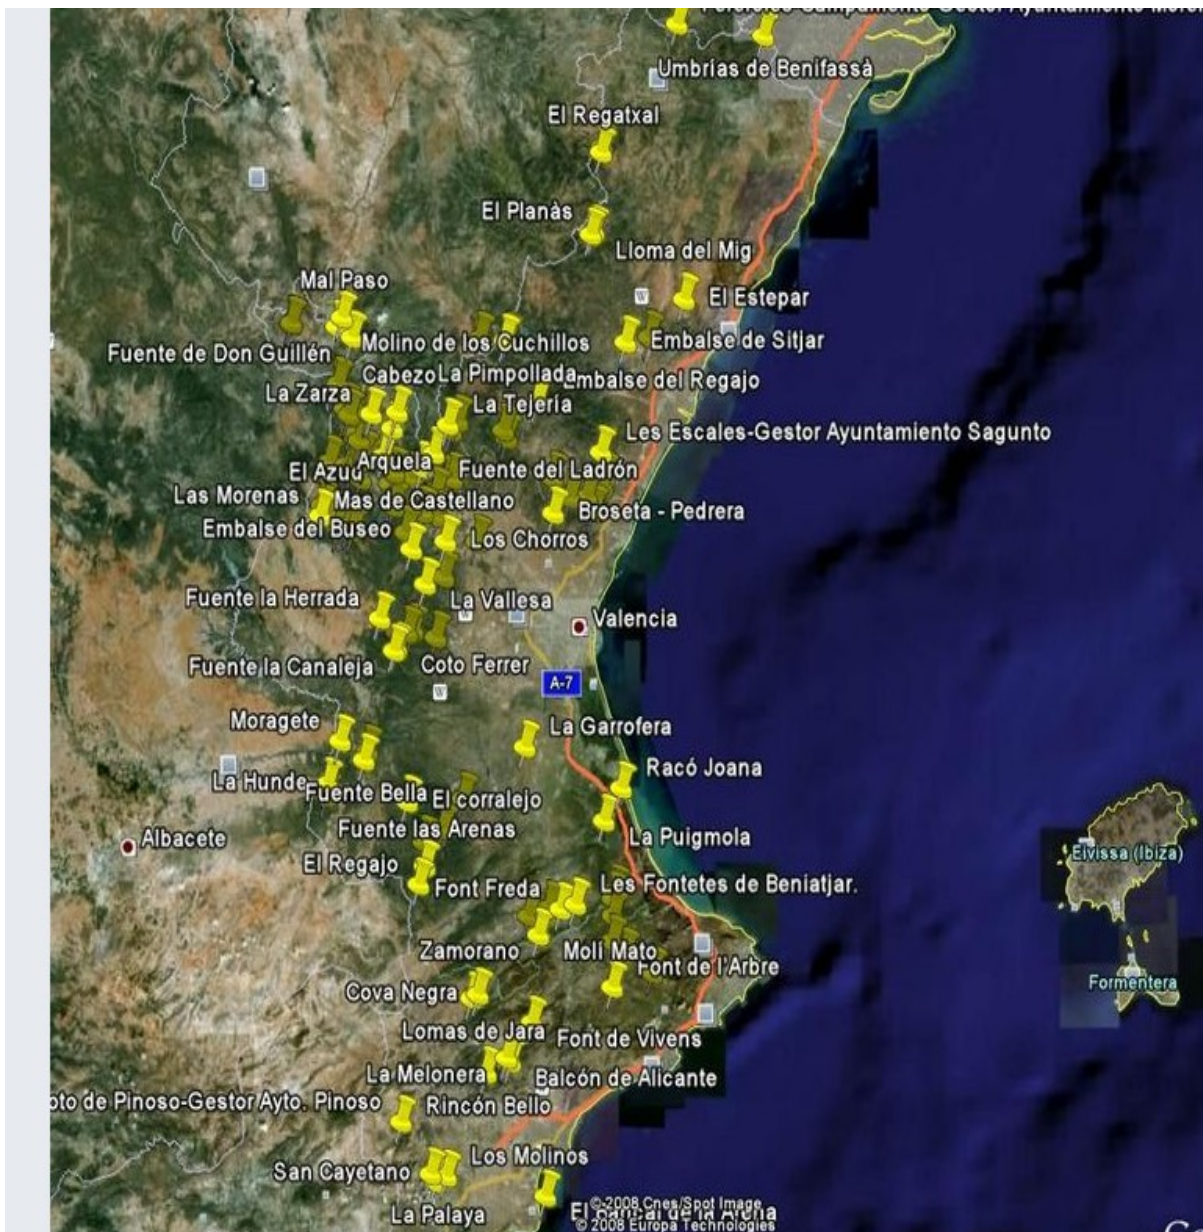 Umbrías de Benifassà
El Regatxal
El Planàs
Lloma del Mig
Mal Paso
El Estepar
Fuente de Don Guillén
Molino de los Cuchillos
Embalse de Sitjar
Cabezo
La Pimpollada
Embalse del Regajo
La Zarza
La Tejería
Les Escales-Gestor Ayuntamiento Sagunto
El Azud
Arquela
Fuente del Ladrón
Las Morenas
Mas de Castellano
Broseta - Pedrera
Embalse del Buseo
Los Chorros
Fuente la Herrada
La Vallesa
Valencia
Fuente la Canaleja
Coto Ferrer
A-7
Moragete
La Garrofera
La Hunde
Fuente Bella
El corralejo
Racó Joana
Albacete
Fuente las Arenas
La Puigmola
Eivissa (Ibiza)
El Regajo
Font Freda
Les Fontetes de Beniatjar.
Zamorano
Molí Mato
Font de l'Arbre
Formentera
Cova Negra
Lomas de Jara
Font de Vivens
La Melonera
Balcón de Alicante
oto de Pinoso-Gestor Ayto. Pinoso
Rincón Bello
San Cayetano
Los Molinos
La Palaya
© 2008 Cnes/Spot Image
© 2008 Europa Technologies